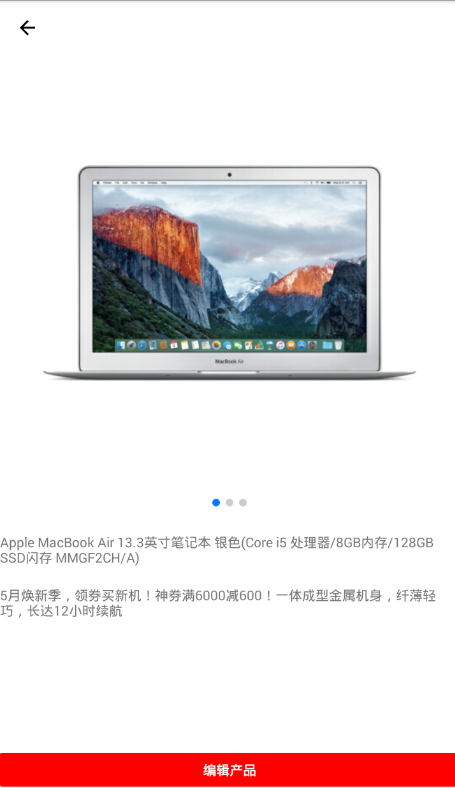 MacBook Air
Apple MacBook Air 13.3英寸笔记本 银色(Core i5 处理器/8GB内存/128GB
SSD闪存 MMGF2CH/A)
5月焕新季，领券买新机！神券满6000减600！一体成型金属机身，纤薄轻
巧，长达12小时续航
编辑产品